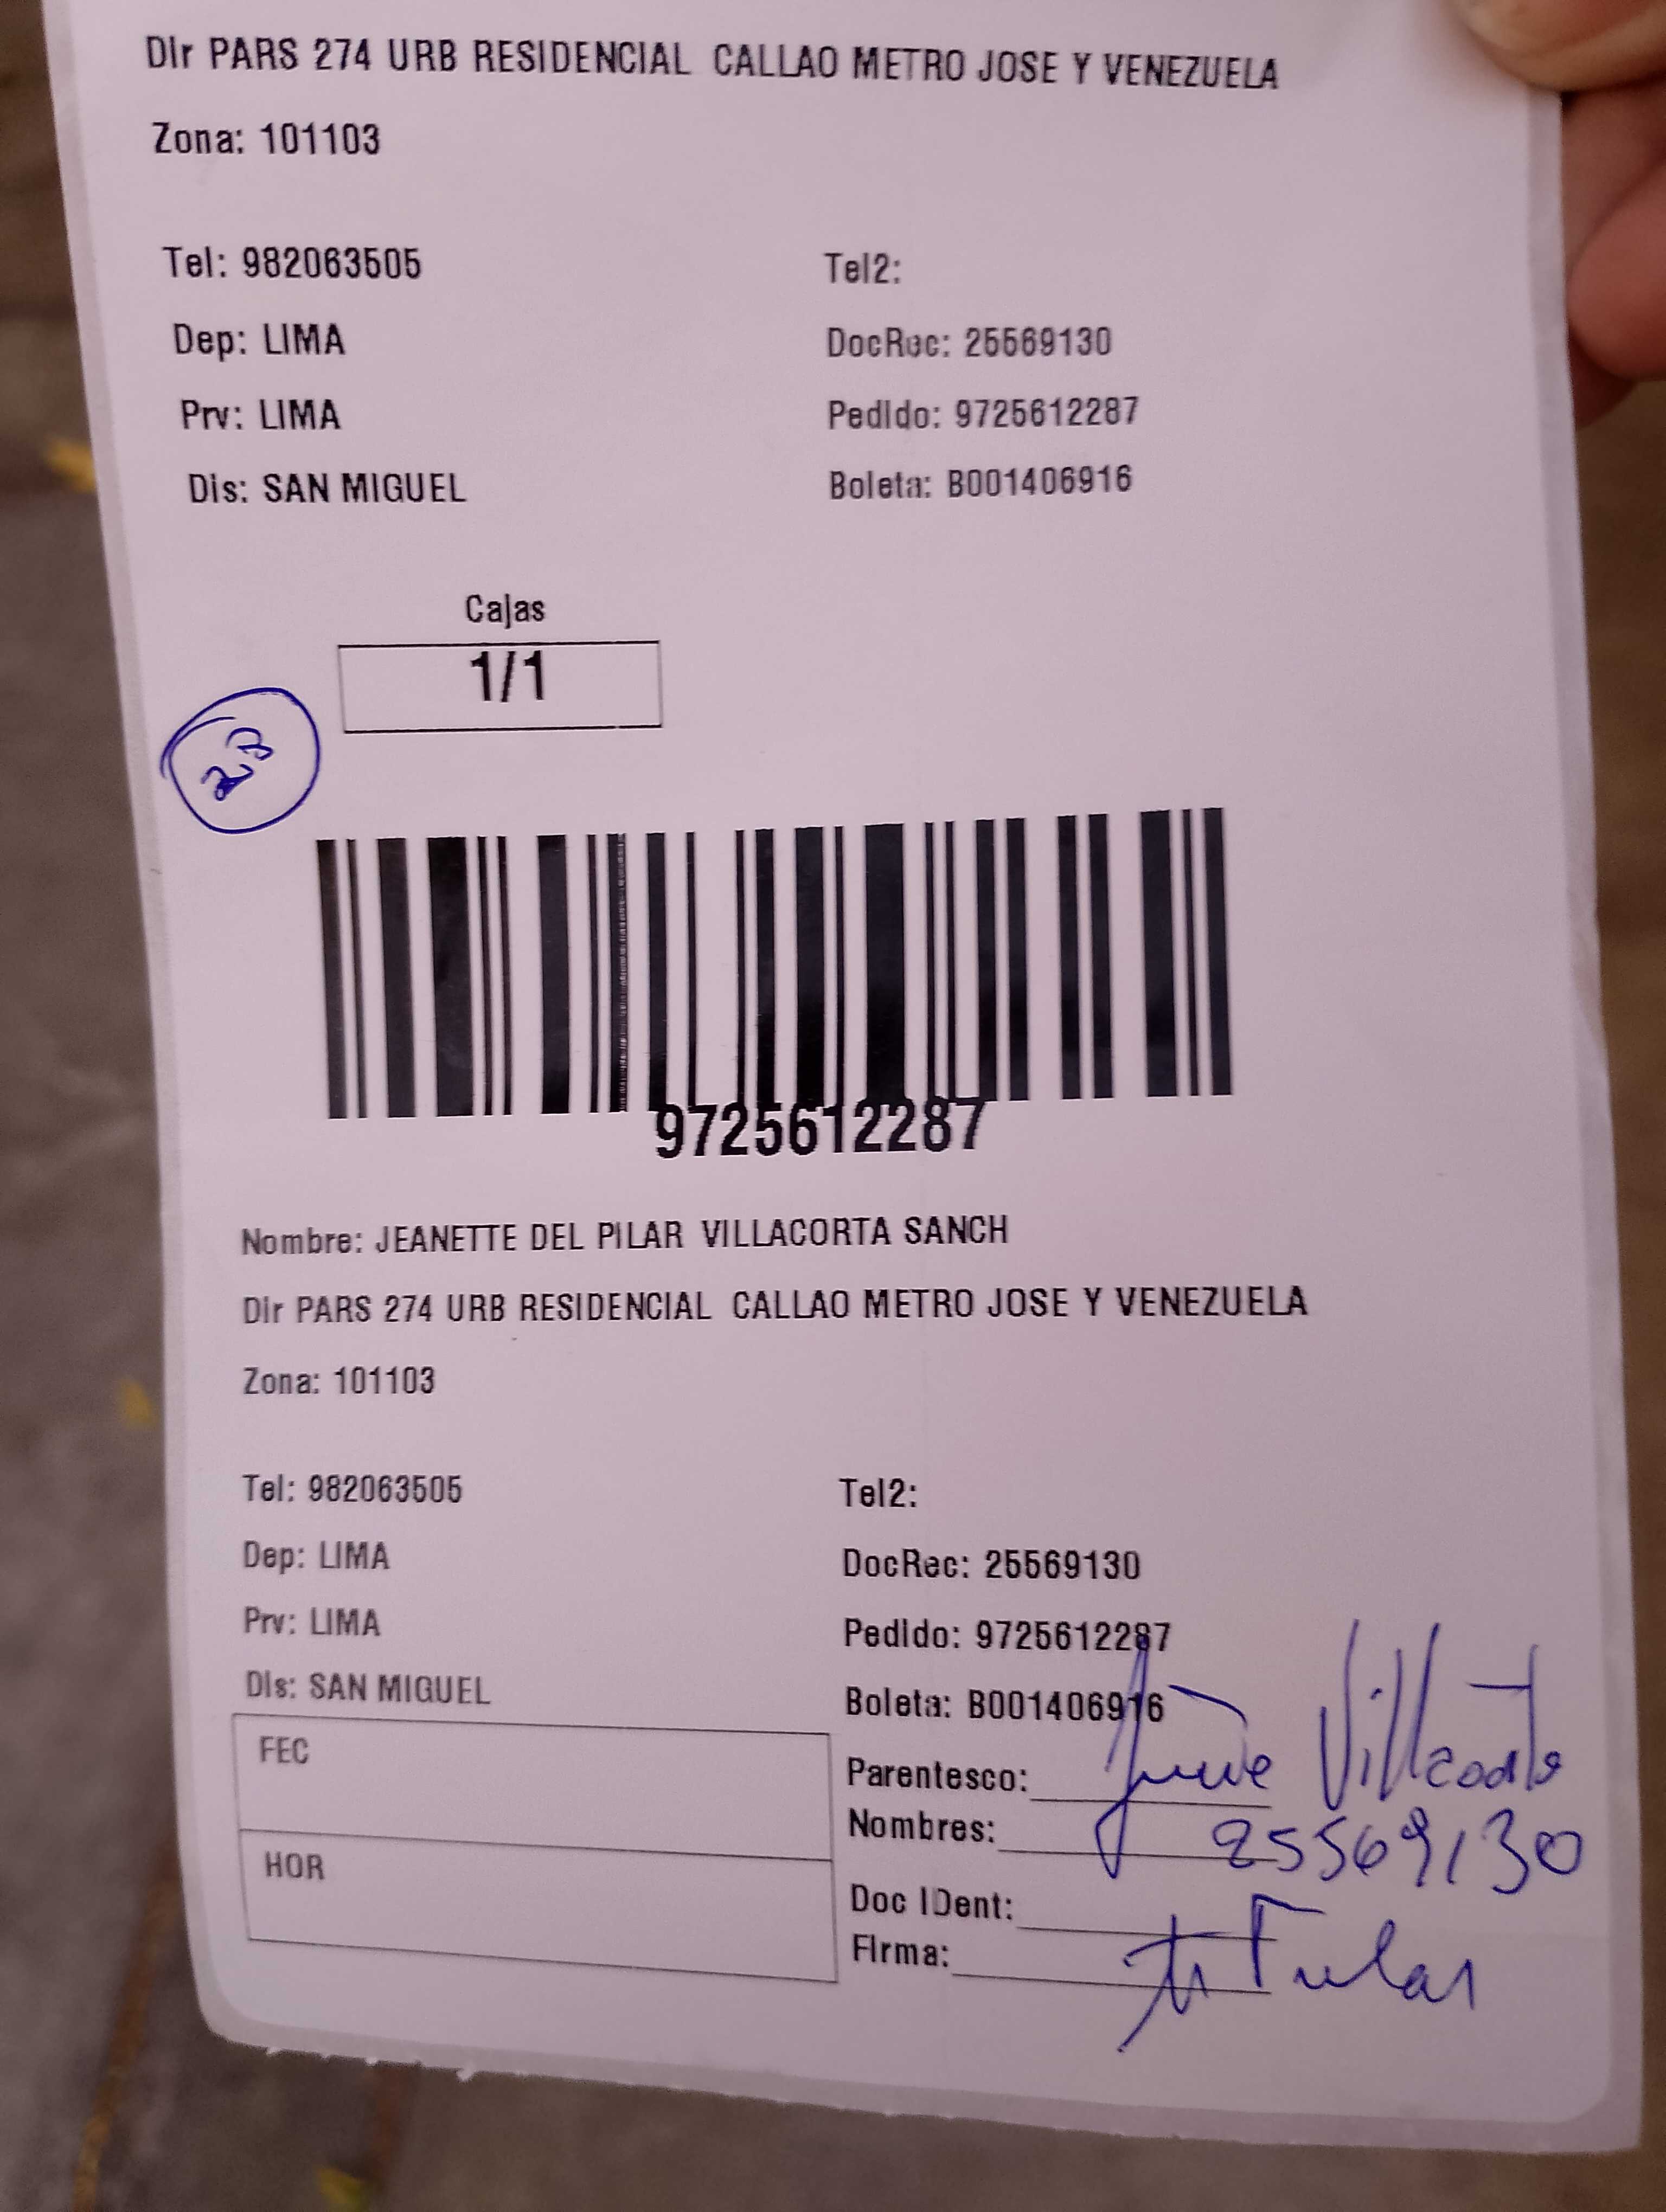 Dir PARS 274 URB RESIDENCIAL CALLAO METRO JOSE Y VENEZUELA
Zona: 101103
Tel: 982063505 Tel2:
Dep: LIMA DocRec: 25569130
Prv: LIMA Pedido: 9725612287
Dis: SAN MIGUEL Boleta: B001406916
Cajas
1/1
23
9725612287
Nombre: JEANETTE DEL PILAR VILLACORTA SANCH
Dir PARS 274 URB RESIDENCIAL CALLAO METRO JOSE Y VENEZUELA
Zona: 101103
Tel: 982063505 Tel2:
Dep: LIMA DocRec: 25569130
Prv: LIMA Pedido: 9725612287
Dis: SAN MIGUEL Boleta: B001406916
FEC
HOR
Parentesco: Villacorta
Nombres: 25569130
Doc IDent:
Firma: titular